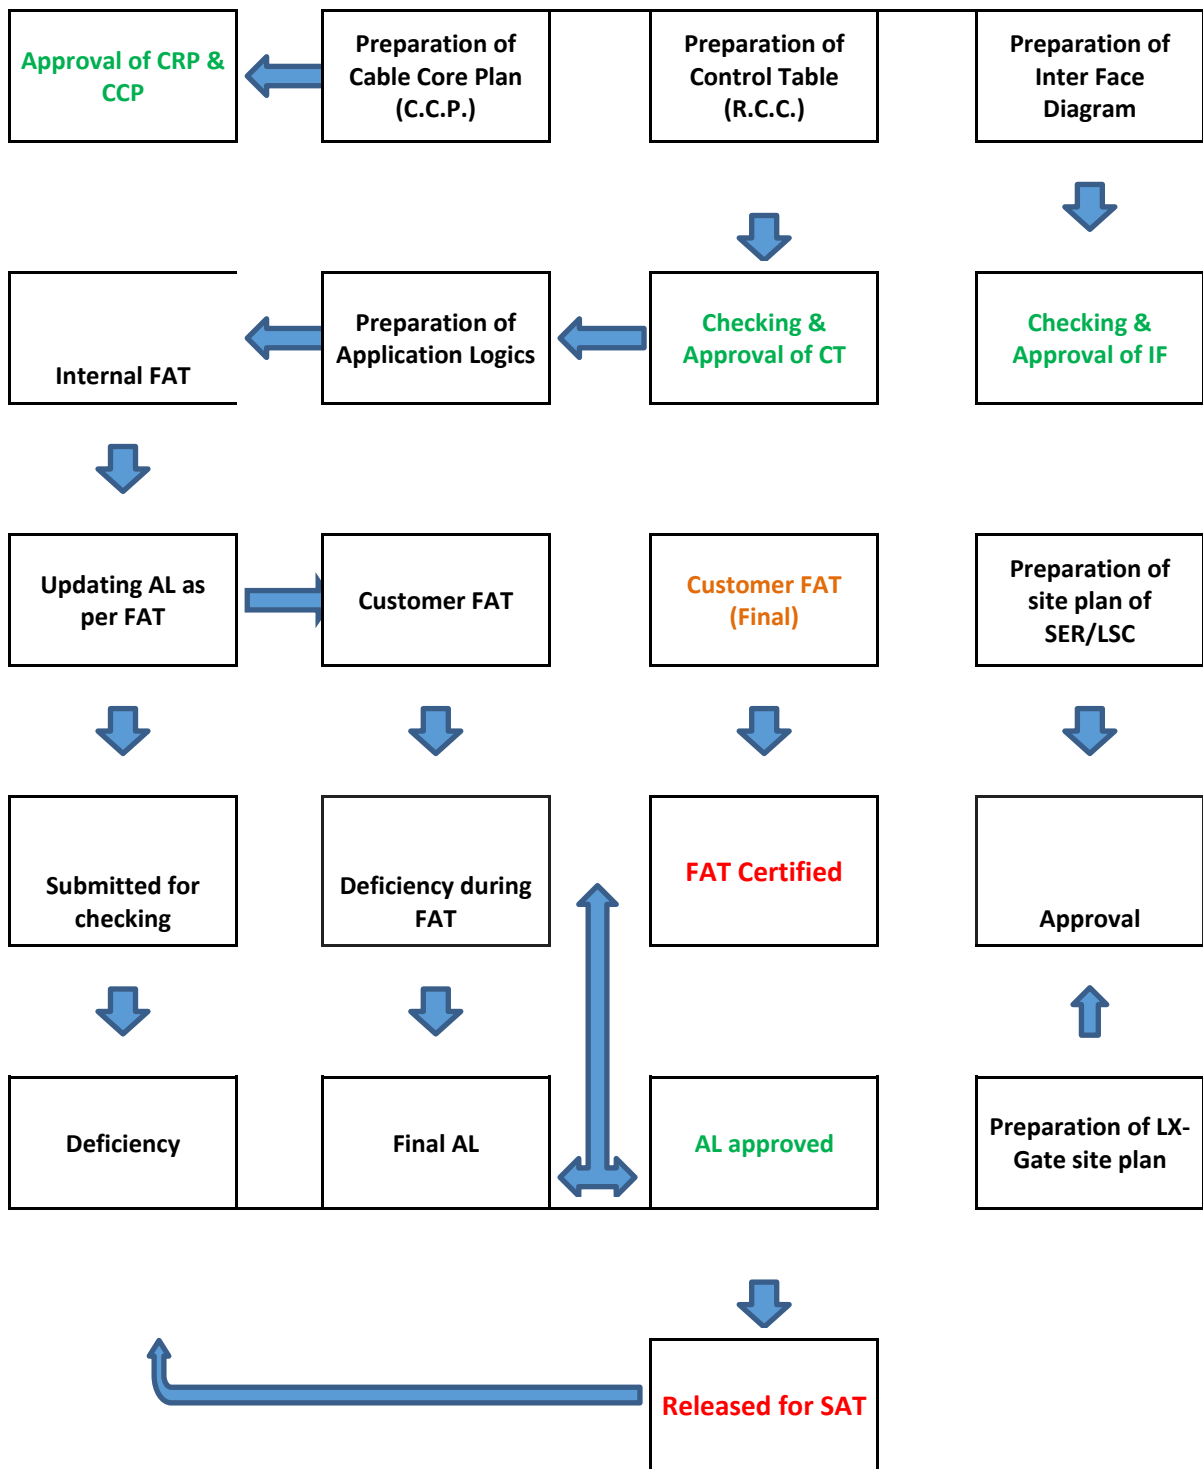 Approval of CRP &
CCP
Preparation of
Cable Core Plan
(C.C.P.)
Preparation of
Control Table
(R.C.C.)
Preparation of
Inter Face
Diagram
Internal FAT
Preparation of
Application Logics
Checking &
Approval of CT
Checking &
Approval of IF
Updating AL as
per FAT
Customer FAT
Customer FAT
(Final)
Preparation of
site plan of
SER/LSC
Submitted for
checking
Deficiency during
FAT
FAT Certified
Approval
Deficiency
Final AL
AL approved
Preparation of LX-
Gate site plan
Released for SAT